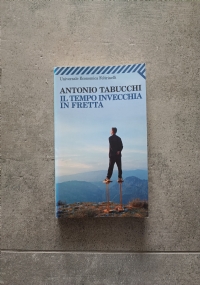 Universale Economica Feltrinelli
ANTONIO TABUCCHI
IL TEMPO INVECCHIA
IN FRETTA